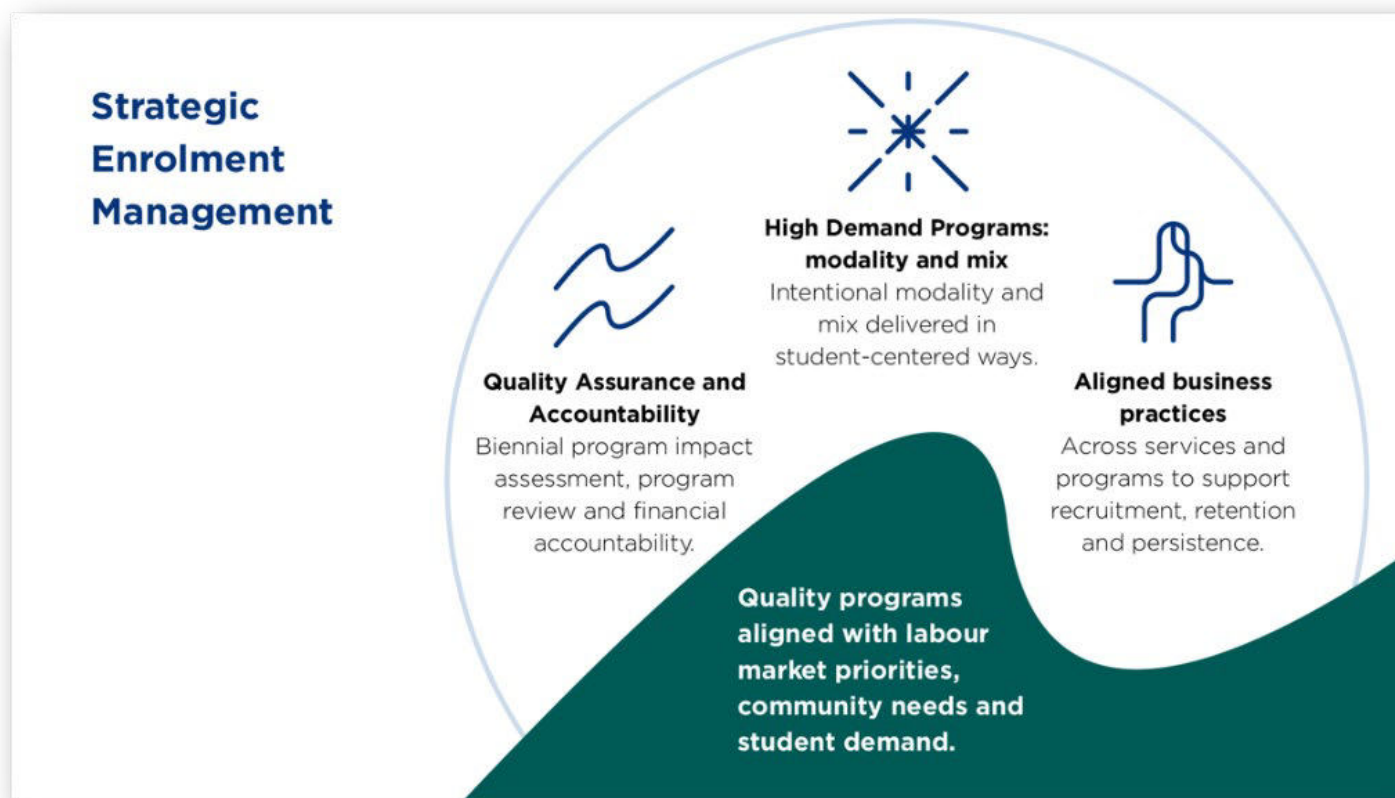 Strategic
Enrolment
Management
High Demand Programs:
modality and mix
Intentional modality and
mix delivered in
student-centered ways.
Quality Assurance and
Accountability
Biennial program impact
assessment, program
review and financial
accountability.
Aligned business
practices
Across services and
programs to support
recruitment, retention
and persistence.
Quality programs
aligned with labour
market priorities,
community needs and
student demand.